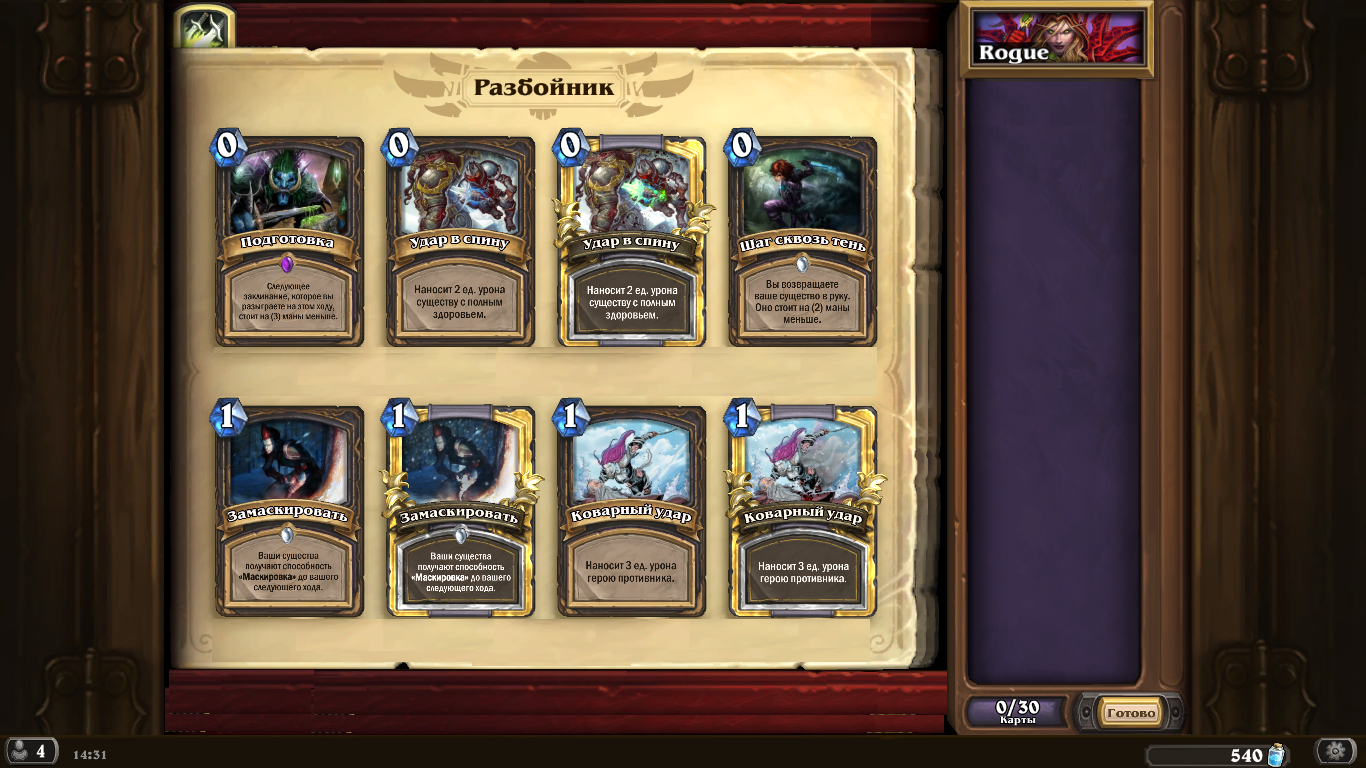 Rogue
Разбойник
0
0
0
0
Подготовка
Удар в спину
Удар в спину
Шаг сквозь тень
Следующее
заклинание, которое вы
разыграете на этом ходу,
стоит на (3) маны меньше.
Наносит 2 ед. урона
существу с полным
здоровьем.
Наносит 2 ед. урона
существу с полным
здоровьем.
Вы возвращаете
ваше существо в руку.
Оно стоит на (2) маны
меньше.
1
1
1
1
Замаскировать
Замаскировать
Коварный удар
Коварный удар
Ваши существа
получают способность
«Маскировка» до вашего
следующего хода.
Ваши существа
получают способность
«Маскировка» до вашего
следующего хода.
Наносит 3 ед. урона
герою противника.
Наносит 3 ед. урона
герою противника.
0/30
Карты
Готово
4
14:31
540